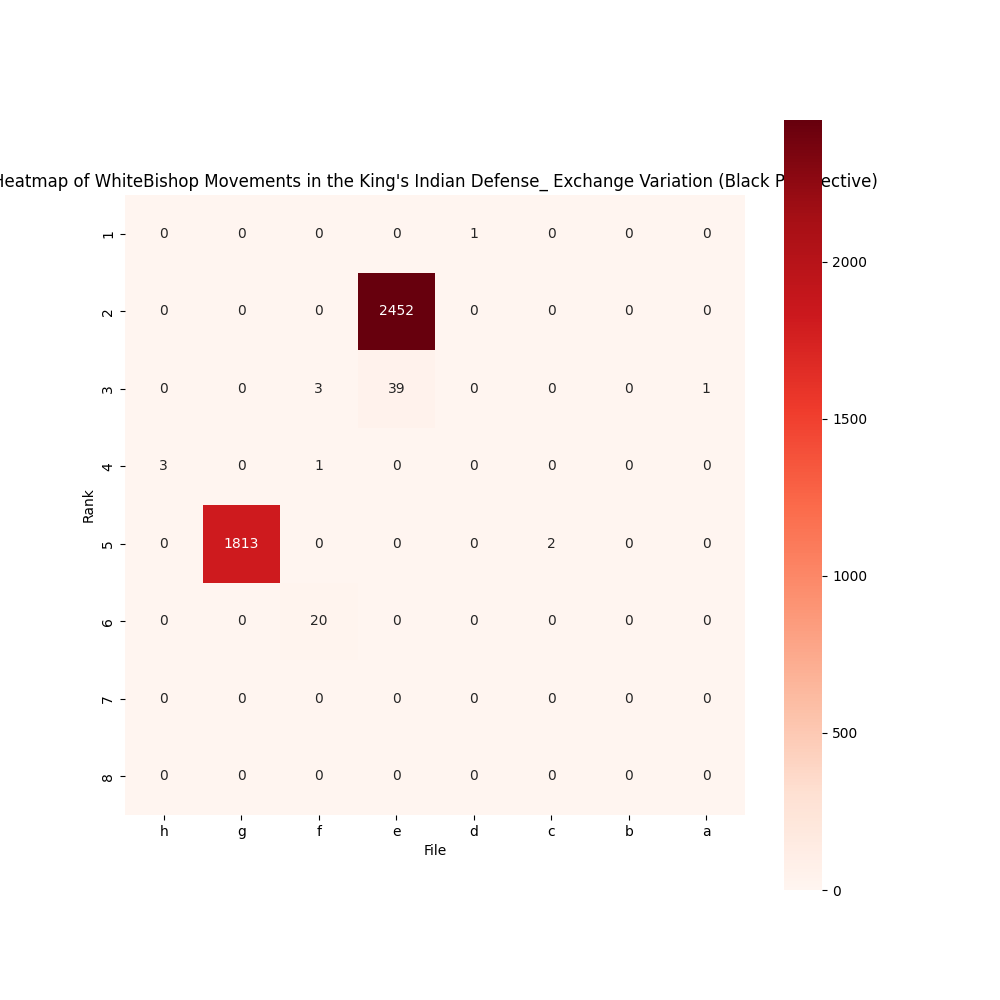 Heatmap of WhiteBishop Movements in the King's Indian Defense_ Exchange Variation (Black
1 0 0 0 0 1 0 0 0
2 0 0 0 2452 0 0 0 0
3 0 0 3 39 0 0 0 1
4 3 0 1 0 0 0 0 0
5 0 1813 0 0 0 2 0 0
6 0 0 20 0 0 0 0 0
7 0 0 0 0 0 0 0 0
8 0 0 0 0 0 0 0 0
h g f e d c b a
File
Rank
2000
1500
1000
500
0